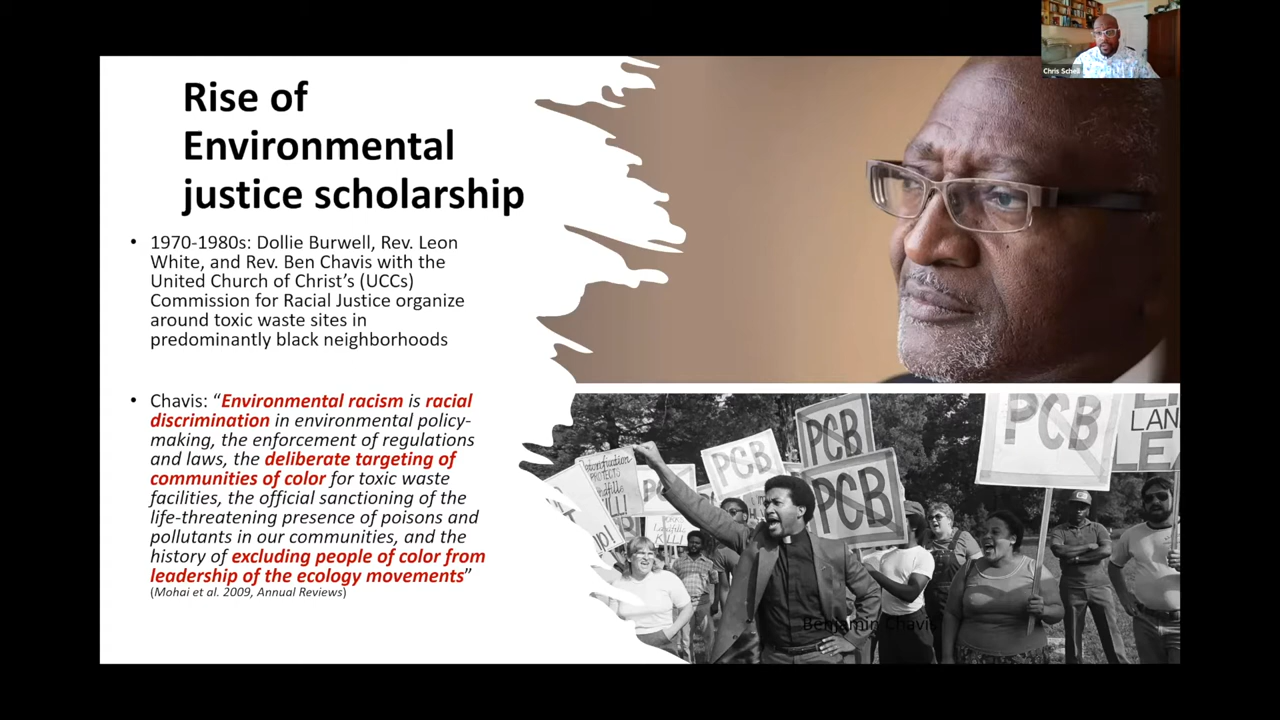 Chris Schell
Rise of
Environmental
justice scholarship
• 1970-1980s: Dollie Burwell, Rev. Leon
White, and Rev. Ben Chavis with the
United Church of Christ’s (UCCs)
Commission for Racial Justice organize
around toxic waste sites in
predominantly black neighborhoods
• Chavis: “Environmental racism is racial
discrimination in environmental policy-
making, the enforcement of regulations
and laws, the deliberate targeting of
communities of color for toxic waste
facilities, the official sanctioning of the
life-threatening presence of poisons and
pollutants in our communities, and the
history of excluding people of color from
leadership of the ecology movements”
(Mohai et al. 2009, Annual Reviews)
PCB
PCB
PCB
PCB
LAN
PROTECTS
KILL!
Benjamin Chavis